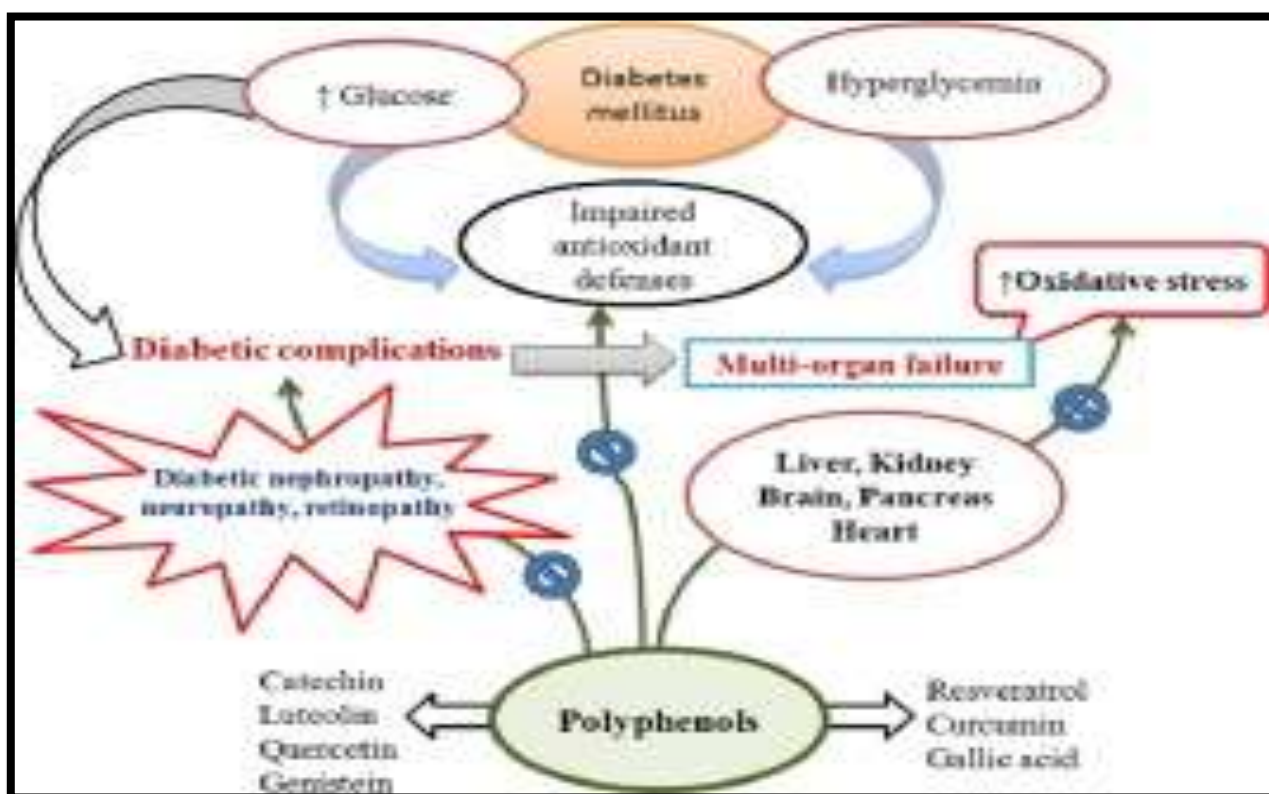 ↑ Glucose
Diabetes
mellitus
Hyperglycemia
Impaired
antioxidant
defenses
↑Oxidative stress
Diabetic complications
Multi-organ failure
Diabetic nephropathy,
neuropathy, retinopathy
Liver, Kidney
Brain, Pancreas
Heart
Catechin
Luteolin
Quercetin
Genistein
Polyphenols
Resveratrol
Curcumin
Gallic acid